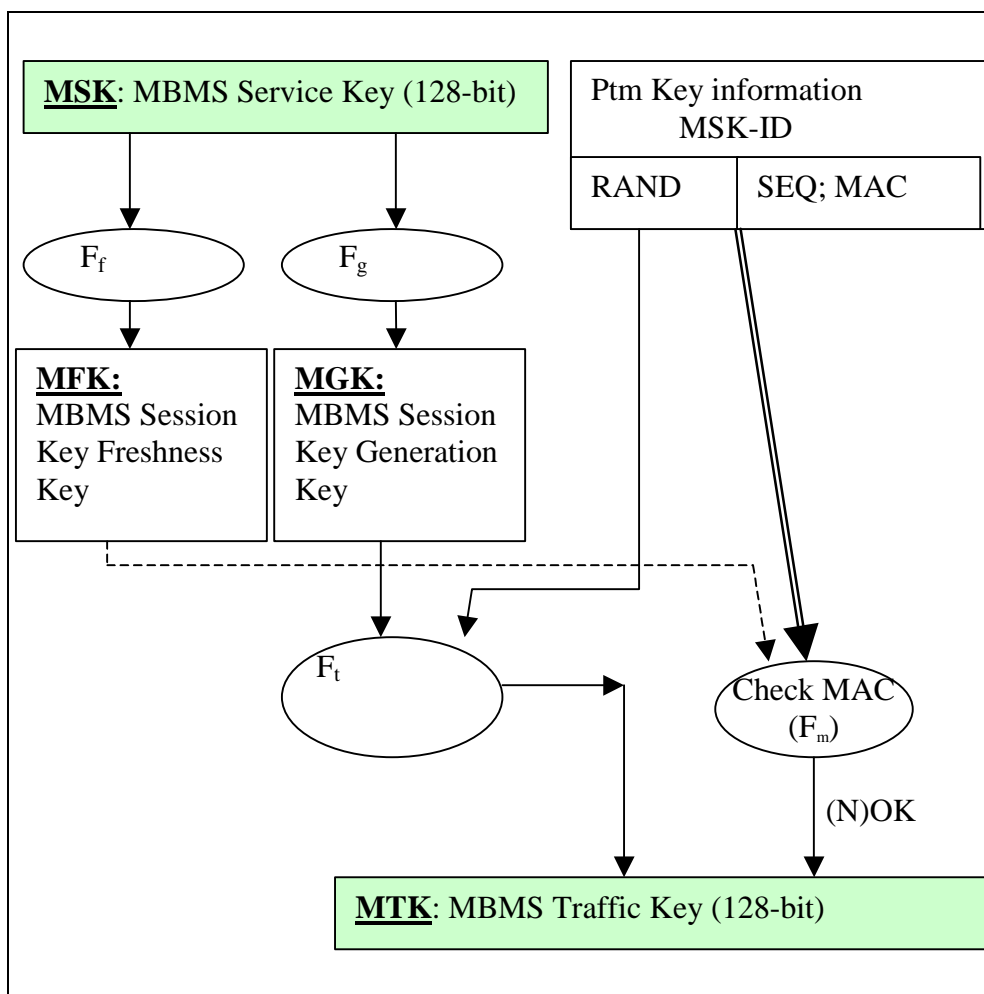 MSK: MBMS Service Key (128-bit)
Ptm Key information
MSK-ID
RAND
SEQ; MAC
Ff
Fg
MFK:
MBMS Session
Key Freshness
Key
MGK:
MBMS Session
Key Generation
Key
Ft
Check MAC
(Fm)
(N)OK
MTK: MBMS Traffic Key (128-bit)